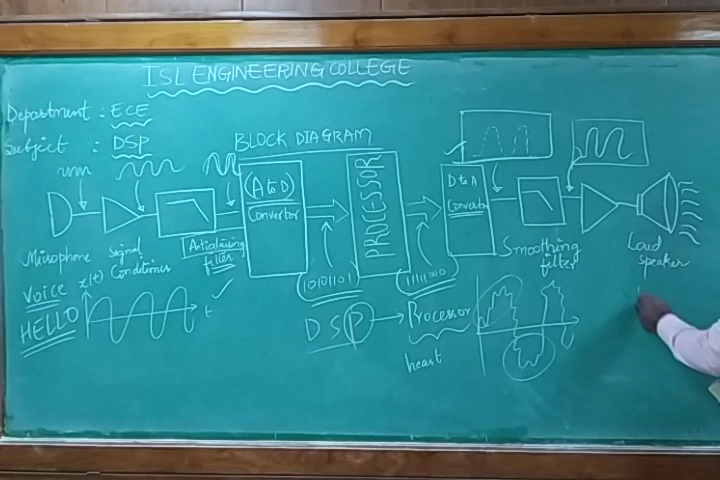 ISL ENGINEERING COLLEGE
Department : ECE
Subject : DSP
BLOCK DIAGRAM
(A to D)
Convertor
PROCESSOR
D to A
Convertor
Microphone
Signal
Conditioner
Antialiasing
filter
Smoothing
filter
Loud
speaker
10101101
1111000
Voice
HELLO
x(t)
t
DSP
Processor
heart